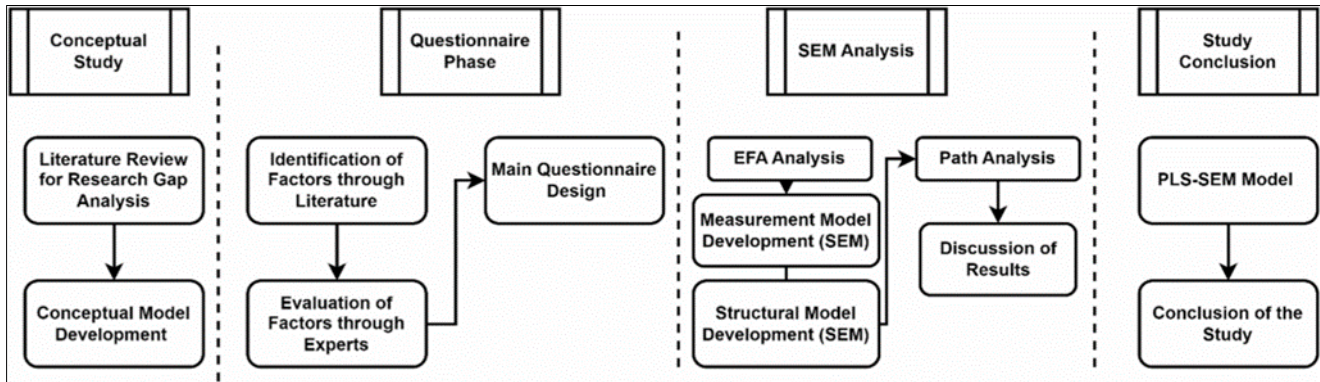 Conceptual
Study
Questionnaire
Phase
SEM Analysis
Study
Conclusion
Literature Review
for Research Gap
Analysis
Conceptual Model
Development
Identification of
Factors through
Literature
Evaluation of
Factors through
Experts
Main Questionnaire
Design
EFA Analysis
Measurement Model
Development (SEM)
Structural Model
Development (SEM)
Path Analysis
Discussion of
Results
PLS-SEM Model
Conclusion of the
Study